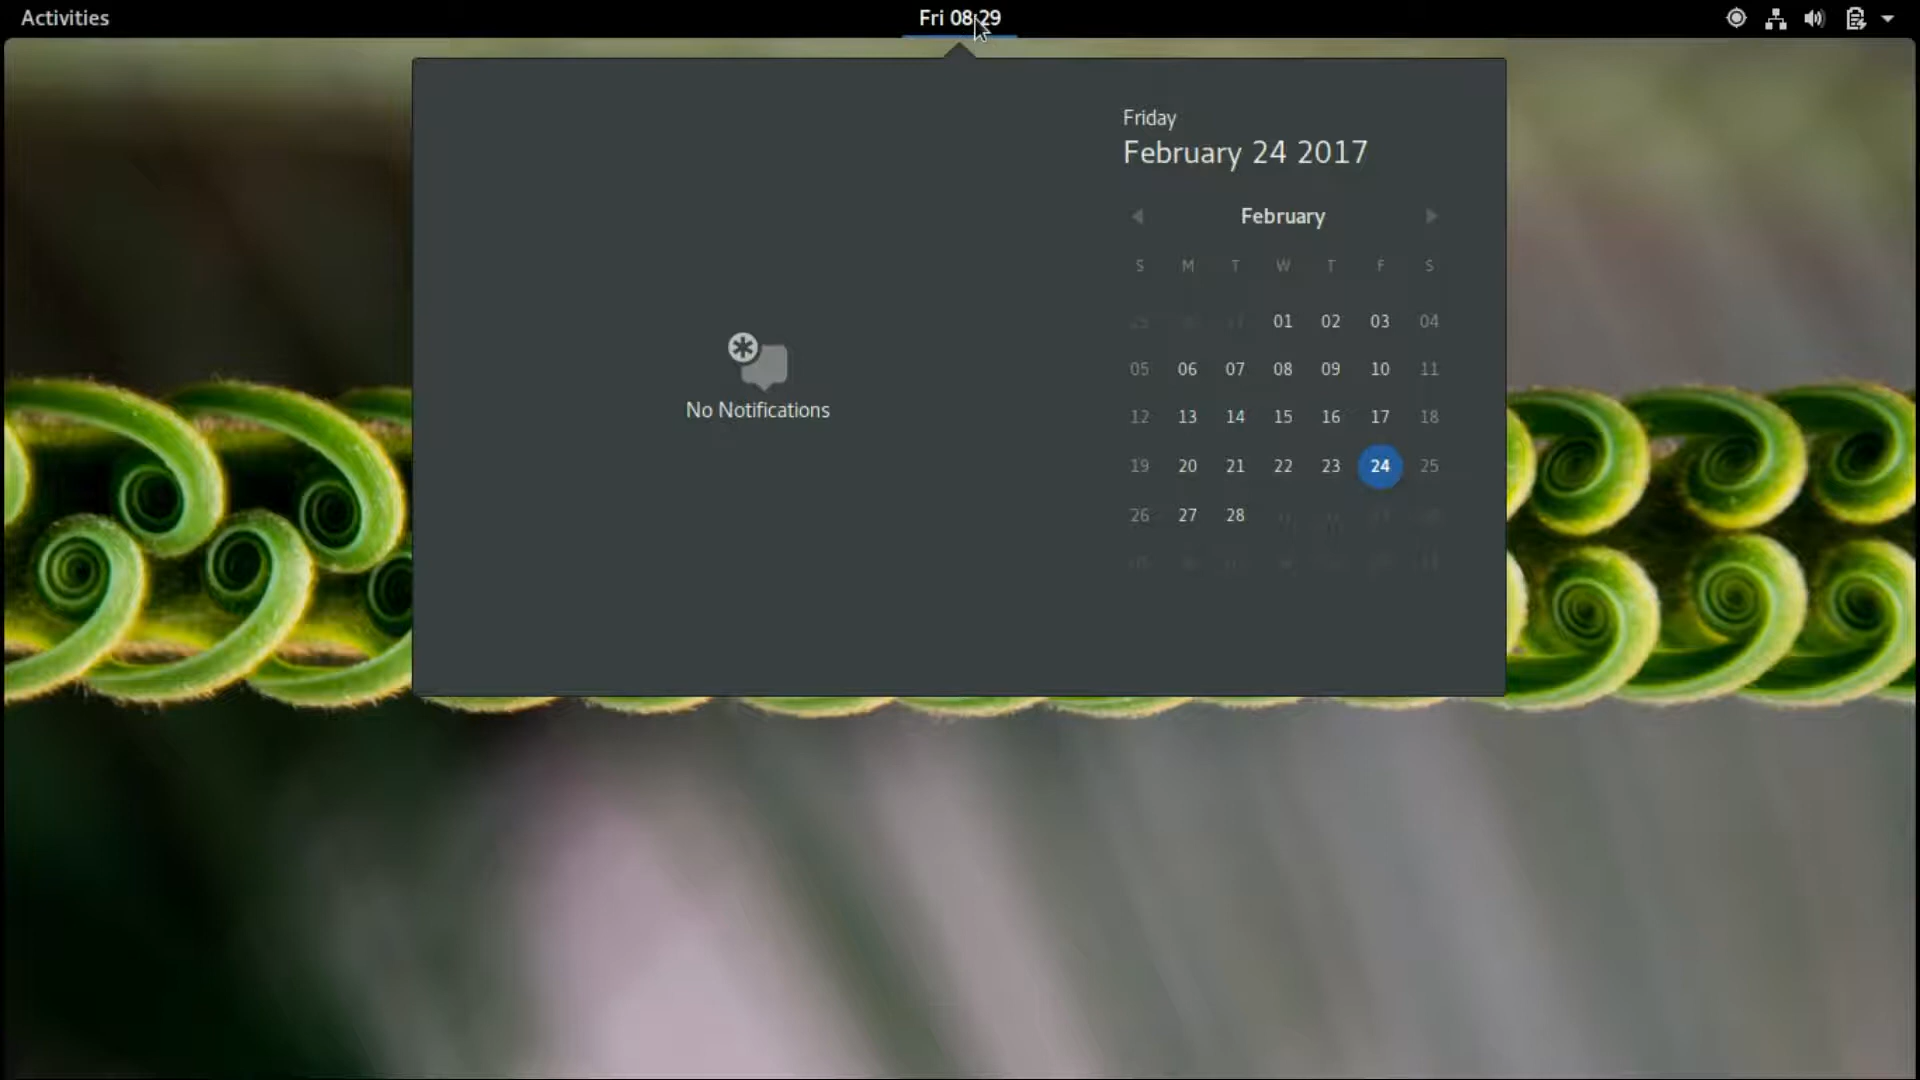 Activities
Fri 08:29
Friday
February 24 2017
February
S M T W T F S
01 02 03 04
05 06 07 08 09 10 11
12 13 14 15 16 17 18
19 20 21 22 23 24 25
26 27 28
No Notifications